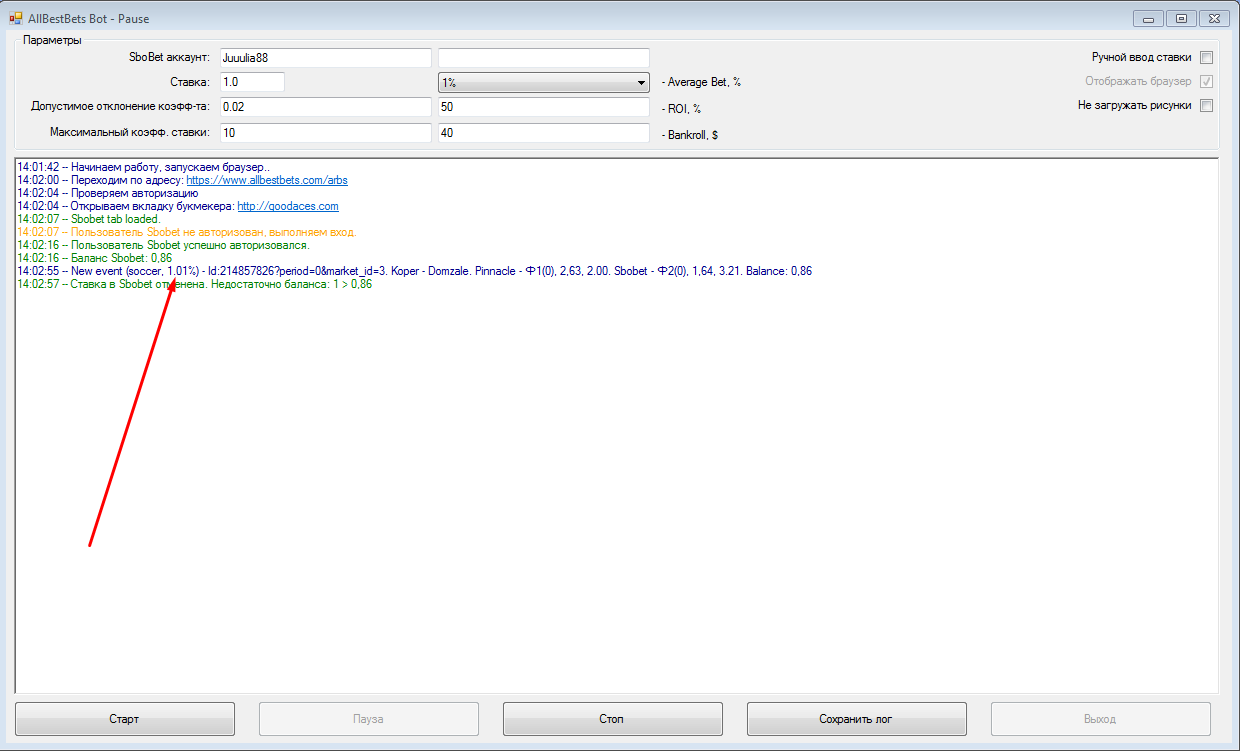 AllBestBets Bot - Pause
Параметры
SboBet аккаунт: Juuulia88
Ручной ввод ставки
Ставка: 1.0 1% - Average Bet, %
Отображать браузер
Допустимое отклонение коэфф-та: 0.02 50 - ROI, %
Не загружать рисунки
Максимальный коэфф. ставки: 10 40 - Bankroll, $
14:01:42 -- Начинаем работу, запускаем браузер..
14:02:00 -- Переходим по адресу: https://www.allbestbets.com/arbs
14:02:04 -- Проверяем авторизацию
14:02:04 -- Открываем вкладку букмекера: http://goodaces.com
14:02:07 -- Sbobet tab loaded.
14:02:07 -- Пользователь Sbobet не авторизован, выполняем вход.
14:02:16 -- Пользователь Sbobet успешно авторизовался.
14:02:16 -- Баланс Sbobet: 0,86
14:02:55 -- New event (soccer, 1.01%) - Id:214857826?period=0&market_id=3. Koper - Domzale. Pinnacle - Ф1(0), 2,63, 2.00. Sbobet - Ф2(0), 1,64, 3.21. Balance: 0,86
14:02:57 -- Ставка в Sbobet отменена. Недостаточно баланса: 1 > 0,86
Старт
Пауза
Стоп
Сохранить лог
Выход